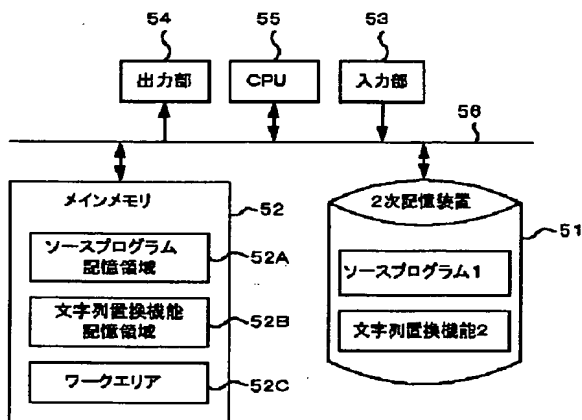 54
55
53
出力部
CPU
入力部
56
メインメモリ
52
ソースプログラム
記憶領域
52A
文字列置換機能
記憶領域
52B
ワークエリア
52C
2次記憶装置
51
ソースプログラム1
文字列置換機能2